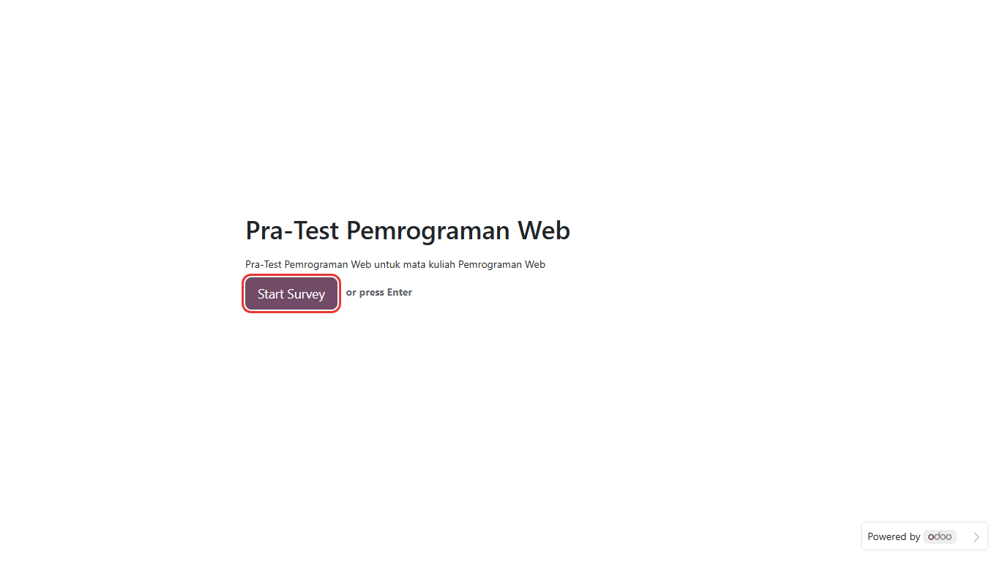 Pra-Test Pemrograman Web
Pra-Test Pemrograman Web untuk mata kuliah Pemrograman Web
Start Survey or press Enter
Powered by odoo